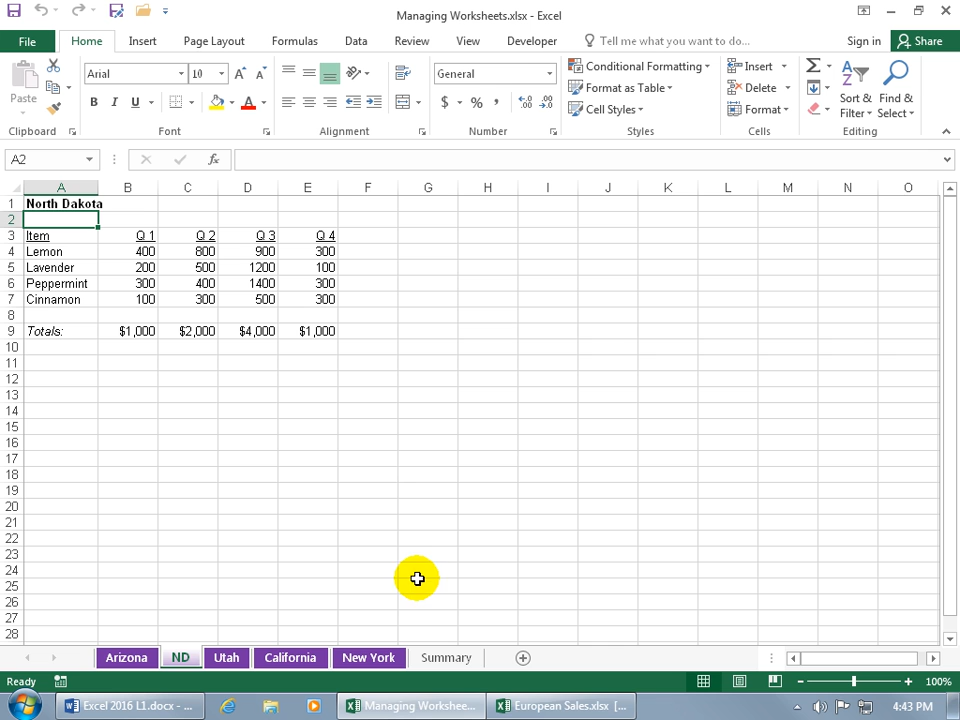 Managing Worksheets.xlsx - Excel
File Home Insert Page Layout Formulas Data Review View Developer Tell me what you want to do... Sign in Share
Paste
Clipboard
Arial 10 A A
B I U A
Font
Alignment
General
$ % ,
Number
Conditional Formatting
Format as Table
Cell Styles
Styles
Insert
Delete
Format
Cells
Sort & Filter
Find & Select
Editing
A2 fx
A B C D E F G H I J K L M N O
1 North Dakota
2
3 Item Q 1 Q 2 Q 3 Q 4
4 Lemon 400 800 900 300
5 Lavender 200 500 1200 100
6 Peppermint 300 400 1400 300
7 Cinnamon 100 300 500 300
8
9 Totals: $1,000 $2,000 $4,000 $1,000
10
11
12
13
14
15
16
17
18
19
20
21
22
23
24
25
26
27
28
Arizona ND Utah California New York Summary
Ready 100%
Excel 2016 L1.docx - ... Managing Workshee... European Sales.xlsx [... 4:43 PM